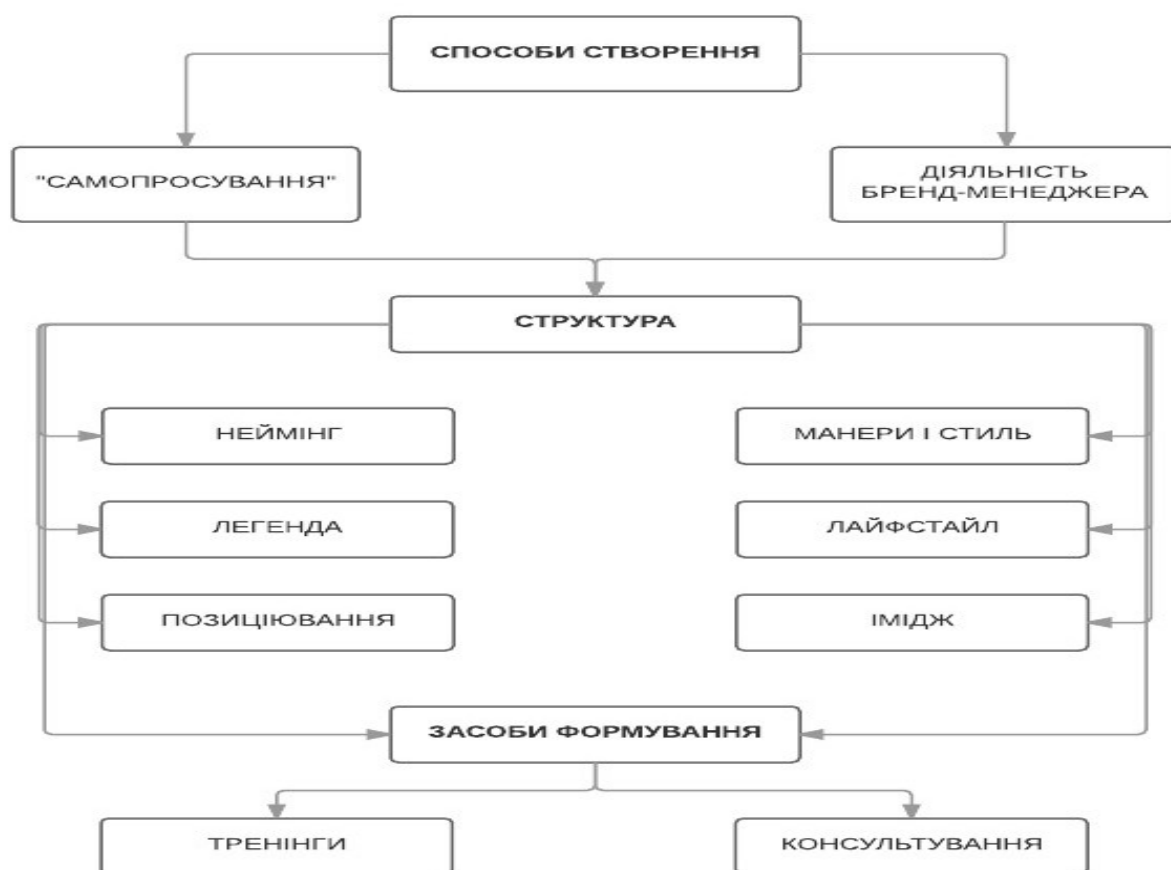 СПОСОБИ СТВОРЕННЯ
"САМОПРОСУВАННЯ"
ДІЯЛЬНІСТЬ
БРЕНД-МЕНЕДЖЕРА
СТРУКТУРА
НЕЙМІНГ
МАНЕРИ І СТИЛЬ
ЛЕГЕНДА
ЛАЙФСТАЙЛ
ПОЗИЦІЮВАННЯ
ІМІДЖ
ЗАСОБИ ФОРМУВАННЯ
ТРЕНІНГИ
КОНСУЛЬТУВАННЯ